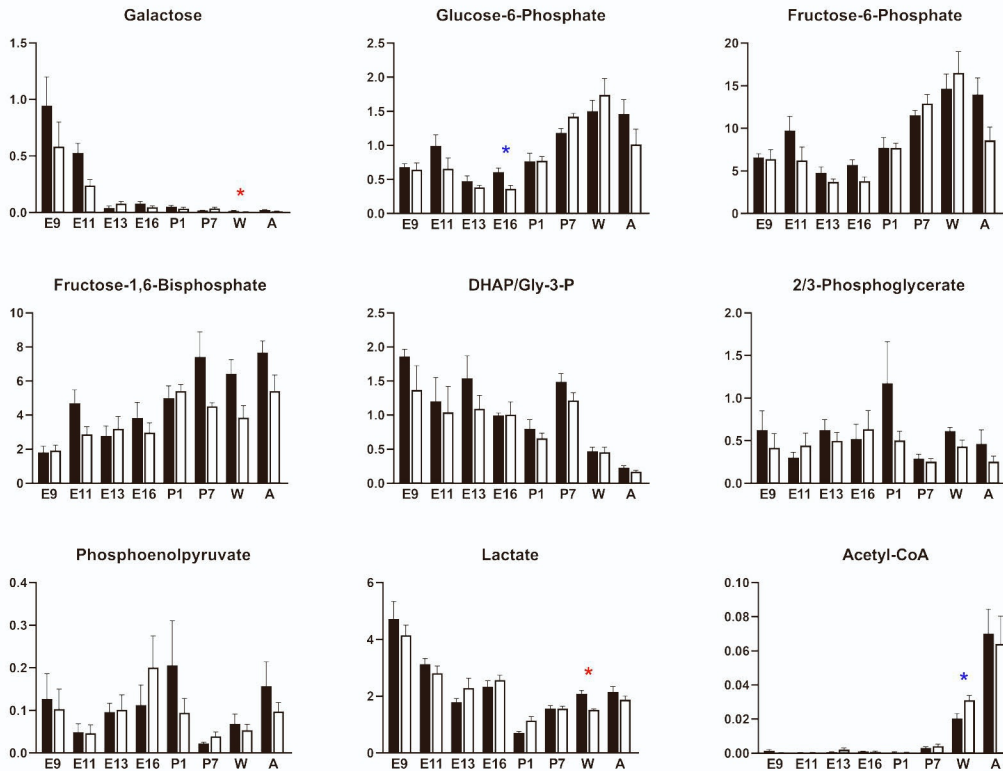 Galactose
1.5
1.0
0.5
0.0
*
E9 E11 E13 E16 P1 P7 W A
Glucose-6-Phosphate
2.5
2.0
1.5
1.0
0.5
0.0
*
E9 E11 E13 E16 P1 P7 W A
Fructose-6-Phosphate
20
15
10
5
0
E9 E11 E13 E16 P1 P7 W A
Fructose-1,6-Bisphosphate
10
8
6
4
2
0
E9 E11 E13 E16 P1 P7 W A
DHAP/Gly-3-P
2.5
2.0
1.5
1.0
0.5
0.0
E9 E11 E13 E16 P1 P7 W A
2/3-Phosphoglycerate
2.0
1.5
1.0
0.5
0.0
E9 E11 E13 E16 P1 P7 W A
Phosphoenolpyruvate
0.4
0.3
0.2
0.1
0.0
E9 E11 E13 E16 P1 P7 W A
Lactate
6
4
2
0
*
E9 E11 E13 E16 P1 P7 W A
Acetyl-CoA
0.10
0.08
0.06
0.04
0.02
0.00
*
E9 E11 E13 E16 P1 P7 W A